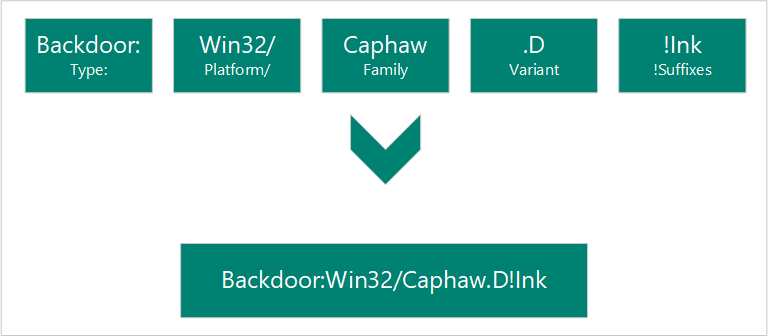 Backdoor:
Type:
Win32/
Platform/
Caphaw
Family
.D
Variant
!lnk
!Suffixes
Backdoor:Win32/Caphaw.D!lnk